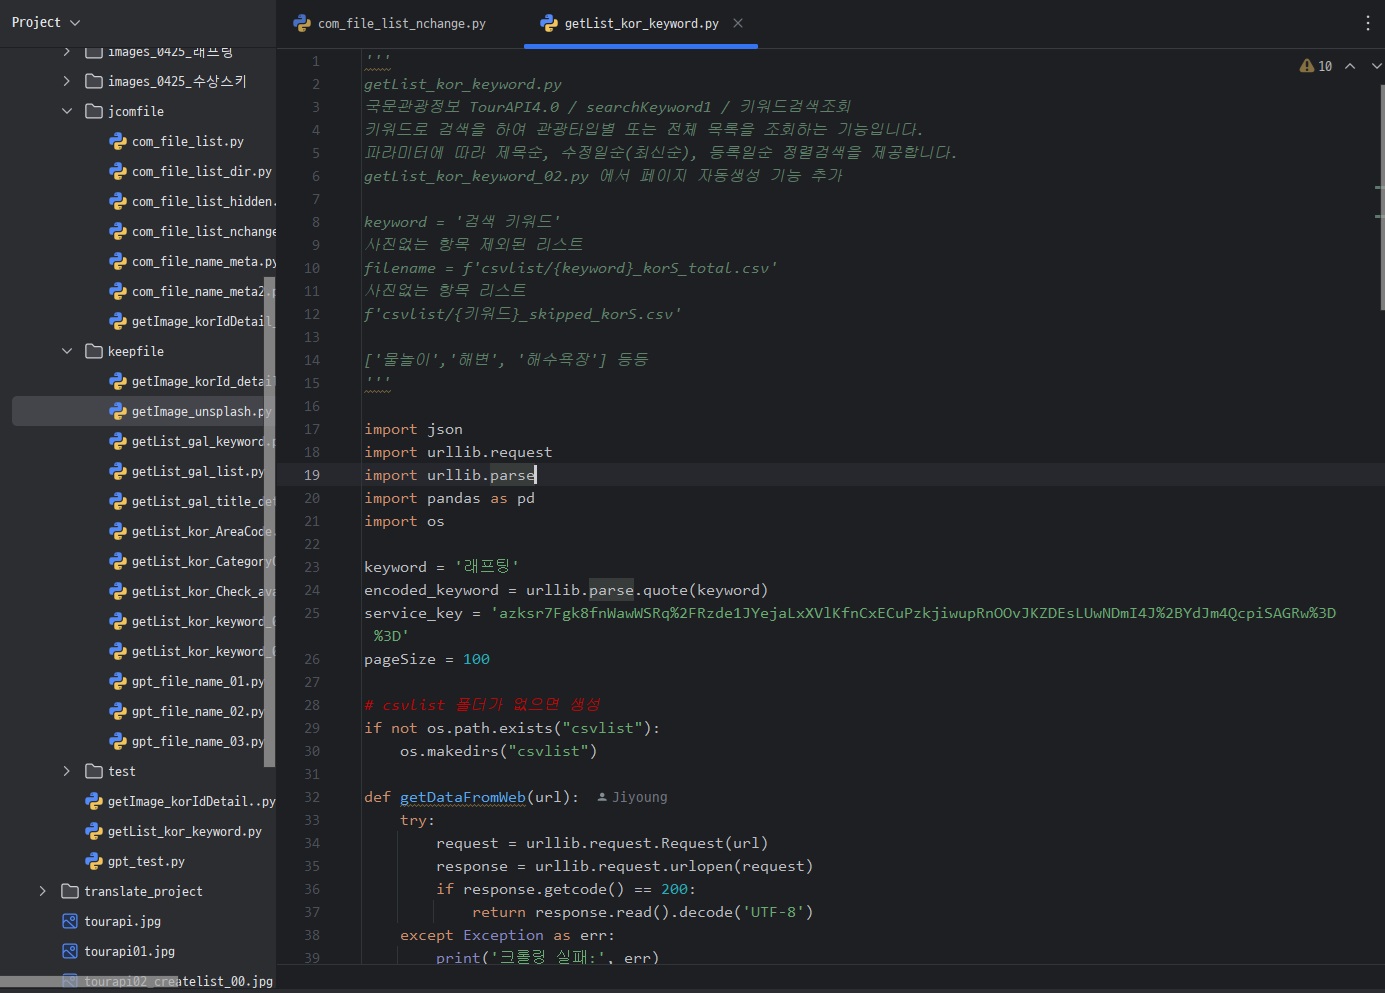 Project
images_0425_래프팅
images_0425_수상스키
jcomfile
com_file_list.py
com_file_list_dir.py
com_file_list_hidden.
com_file_list_nchange
com_file_name_meta.py
com_file_name_meta2.p
getImage_korIdDetail_
keepfile
getImage_korId_detai
getImage_unsplash.py
getList_gal_keyword.p
getList_gal_list.py
getList_gal_title_de
getList_kor_AreaCode.
getList_kor_Category
getList_kor_Check_ava
getList_kor_keyword_0
getList_kor_keyword_0
gpt_file_name_01.py
gpt_file_name_02.py
gpt_file_name_03.py
test
getImage_korIdDetail..py
getList_kor_keyword.py
gpt_test.py
translate_project
tourapi.jpg
tourapi01.jpg
tourapi02_createlist_00.jpg
com_file_list_nchange.py
getList_kor_keyword.py
10
1 '''
2 getList_kor_keyword.py
3 국문관광정보 TourAPI4.0 / searchKeyword1 / 키워드검색조회
4 키워드로 검색을 하여 관광타입별 또는 전체 목록을 조회하는 기능입니다.
5 파라미터에 따라 제목순, 수정일순(최신순), 등록일순 정렬검색을 제공합니다.
6 getList_kor_keyword_02.py 에서 페이지 자동생성 기능 추가
7
8 keyword = '검색 키워드'
9 사진없는 항목 제외된 리스트
10 filename = f'csvlist/{keyword}_korS_total.csv'
11 사진없는 항목 리스트
12 f'csvlist/{키워드}_skipped_korS.csv'
13
14 ['물놀이','해변', '해수욕장'] 등등
15 '''
16
17 import json
18 import urllib.request
19 import urllib.parse
20 import pandas as pd
21 import os
22
23 keyword = '래프팅'
24 encoded_keyword = urllib.parse.quote(keyword)
25 service_key = 'azksr7Fgk8fnWawWSRq%2FRzde1JYejaLxXVlKfnCxECuPzkjiwupRnOOvJKZDEsLUwNDmI4J%2BYdJm4QcpiSAGRw%3D
%3D'
26 pageSize = 100
27
28 # csvlist 폴더가 없으면 생성
29 if not os.path.exists("csvlist"):
30 os.makedirs("csvlist")
31
32 def getDataFromWeb(url): Jiyoung
33 try:
34 request = urllib.request.Request(url)
35 response = urllib.request.urlopen(request)
36 if response.getcode() == 200:
37 return response.read().decode('UTF-8')
38 except Exception as err:
39 print('크롤링 실패:', err)